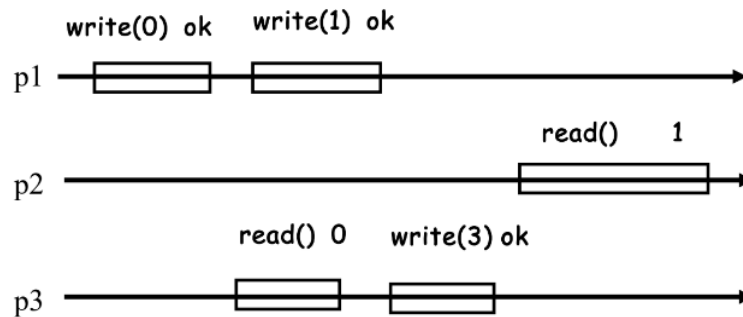 write(0) ok write(1) ok
p1
read() 1
p2
read() 0 write(3) ok
p3